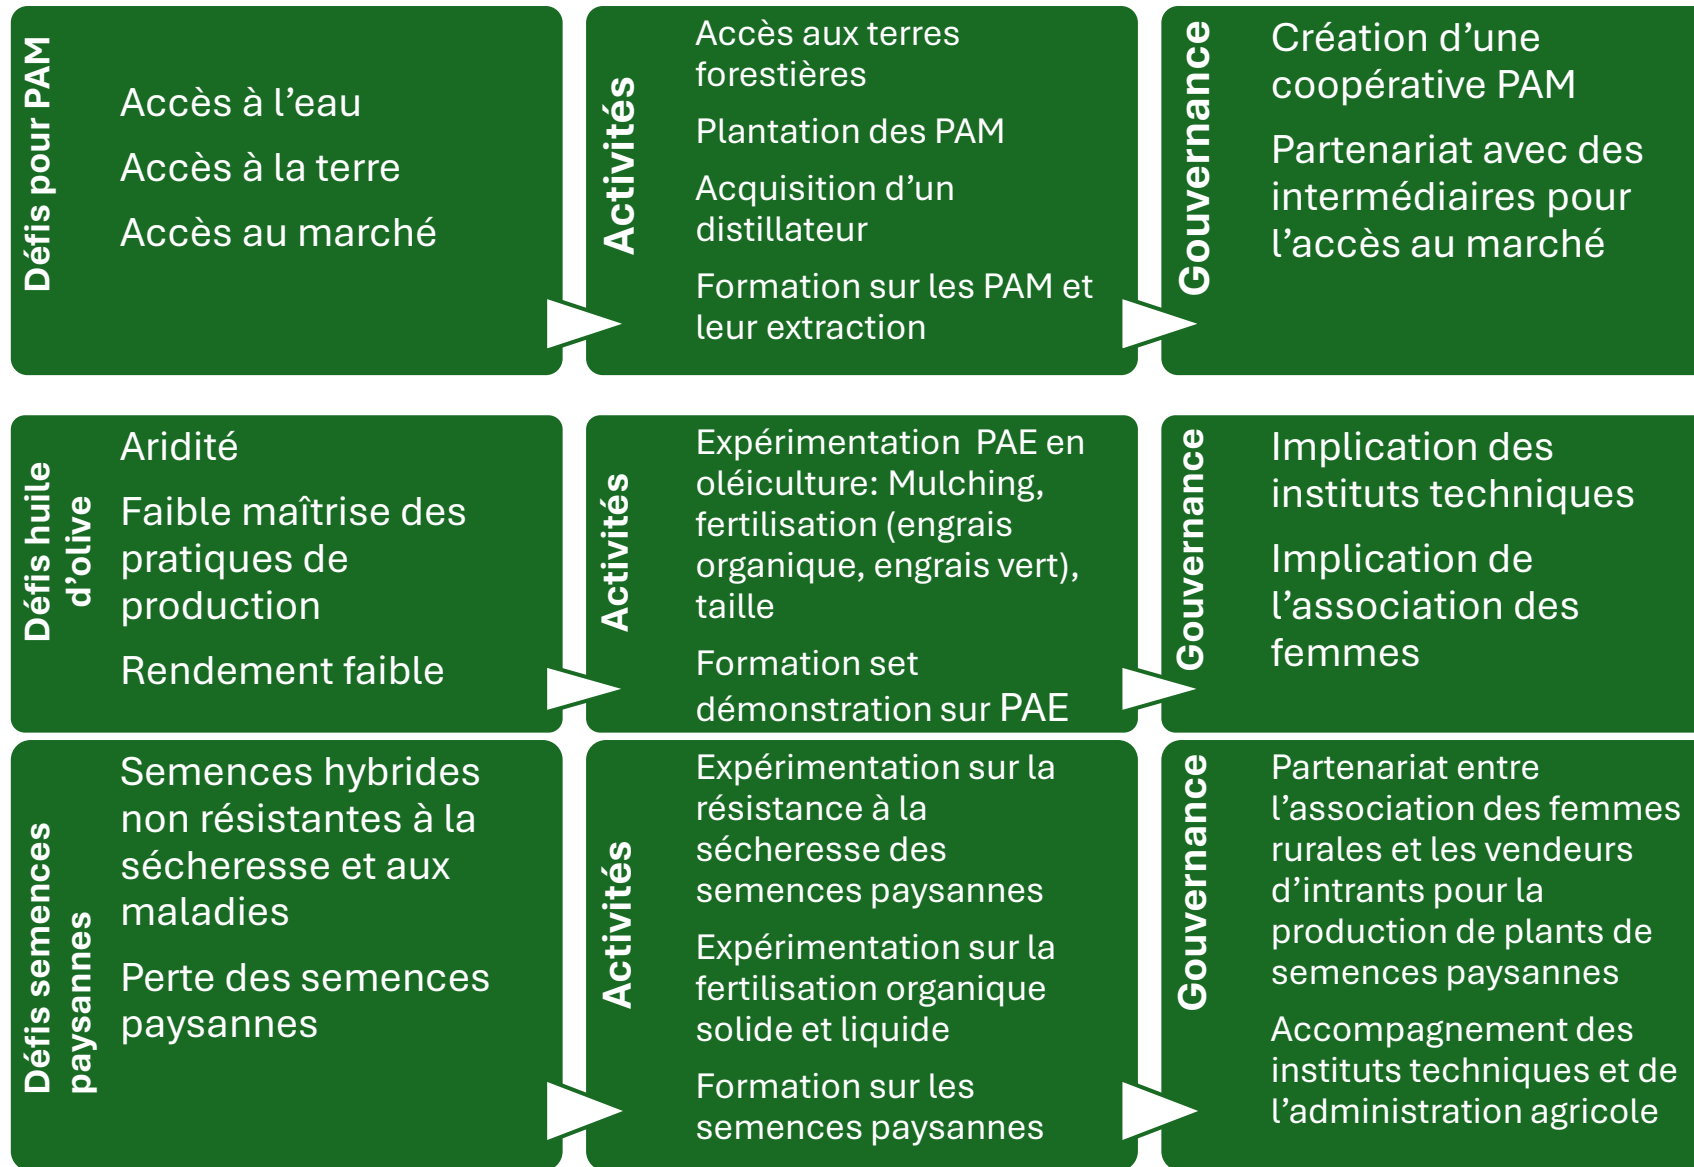 Défis pour PAM
Accès à l’eau
Accès à la terre
Accès au marché
Activités
Accès aux terres
forestières
Plantation des PAM
Acquisition d’un
distillateur
Formation sur les PAM et
leur extraction
Gouvernance
Création d’une
coopérative PAM
Partenariat avec des
intermédiaires pour
l’accès au marché
Défis huile
d’olive
Aridité
Faible maîtrise des
pratiques de
production
Rendement faible
Activités
Expérimentation  PAE en
oléiculture: Mulching,
fertilisation (engrais
organique, engrais vert),
taille
Formation set
démonstration sur PAE
Gouvernance
Implication des
instituts techniques
Implication de
l’association des
femmes
Défis semences
paysannes
Semences hybrides
non résistantes à la
sécheresse et aux
maladies
Perte des semences
paysannes
Activités
Expérimentation sur la
résistance à la
sécheresse des
semences paysannes
Expérimentation sur la
fertilisation organique
solide et liquide
Formation sur les
semences paysannes
Gouvernance
Partenariat entre
l’association des femmes
rurales et les vendeurs
d’intrants pour la
production de plants de
semences paysannes
Accompagnement des
instituts techniques et de
l’administration agricole